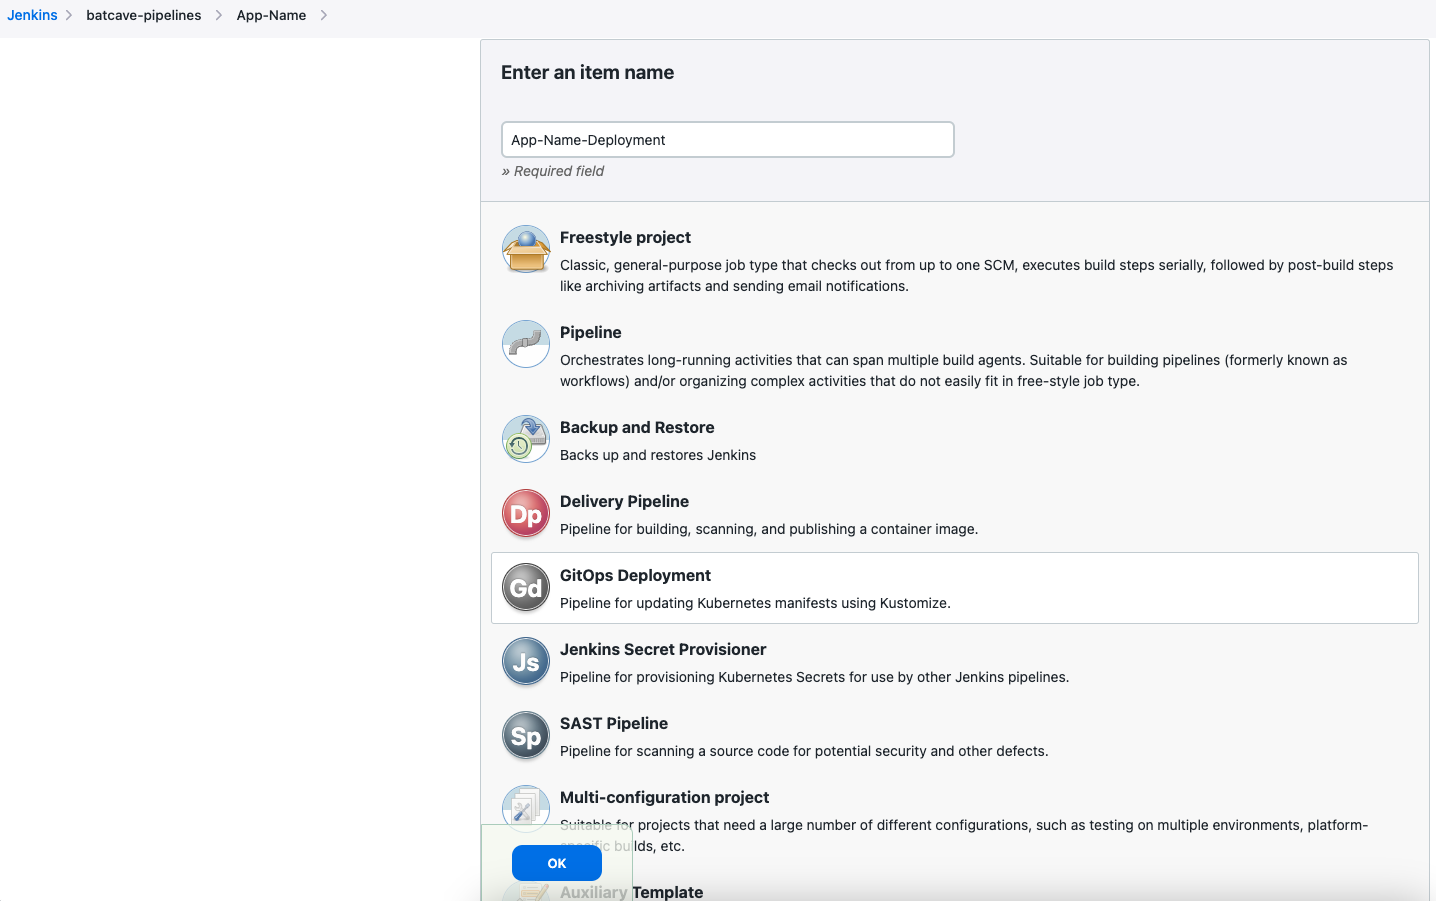 Jenkins
batcave-pipelines
App-Name
Enter an item name
App-Name-Deployment
» Required field
Freestyle project
Classic, general-purpose job type that checks out from up to one SCM, executes build steps serially, followed by post-build steps
like archiving artifacts and sending email notifications.
Pipeline
Orchestrates long-running activities that can span multiple build agents. Suitable for building pipelines (formerly known as
workflows) and/or organizing complex activities that do not easily fit in free-style job type.
Backup and Restore
Backs up and restores Jenkins
Dp
Delivery Pipeline
Pipeline for building, scanning, and publishing a container image.
Gd
GitOps Deployment
Pipeline for updating Kubernetes manifests using Kustomize.
Js
Jenkins Secret Provisioner
Pipeline for provisioning Kubernetes Secrets for use by other Jenkins pipelines.
Sp
SAST Pipeline
Pipeline for scanning a source code for potential security and other defects.
Multi-configuration project
Suitable for projects that need a large number of different configurations, such as testing on multiple environments, platform-
specific builds, etc.
OK
Auxiliary Template